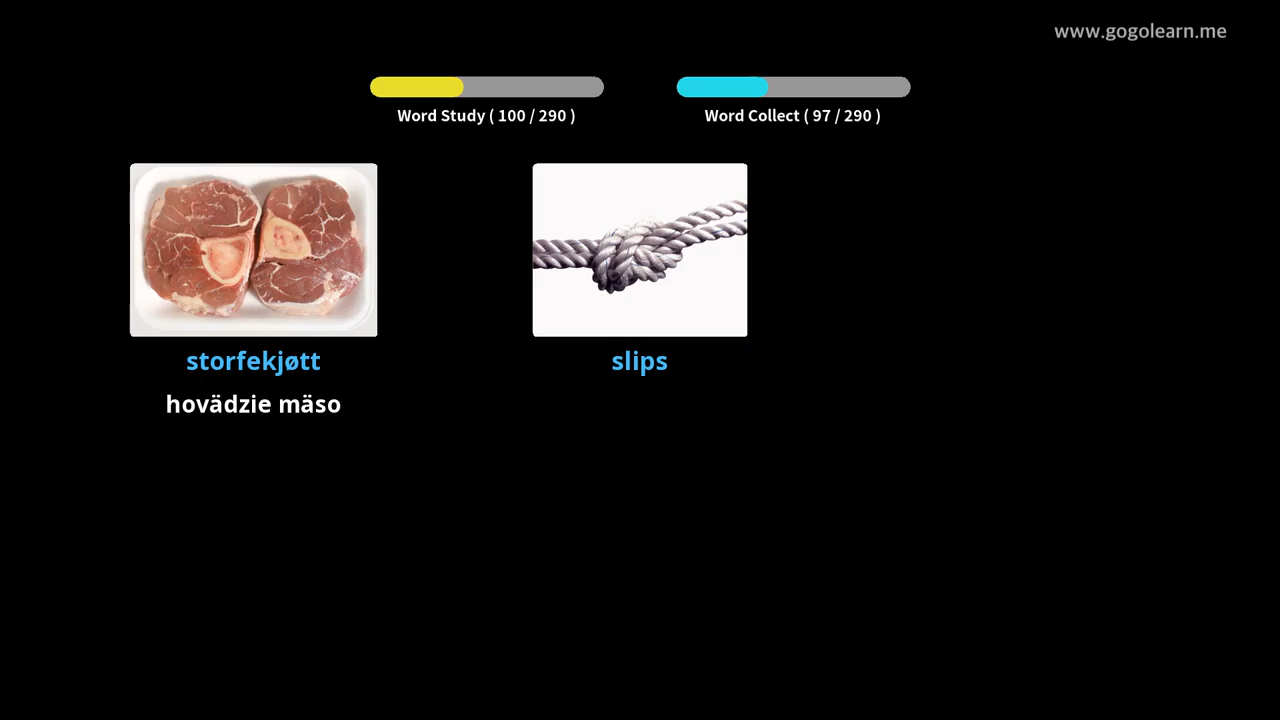 www.gogolearn.me
Word Study ( 100 / 290 )
Word Collect ( 97 / 290 )
storfekjøtt
slips
hovädzie mäso